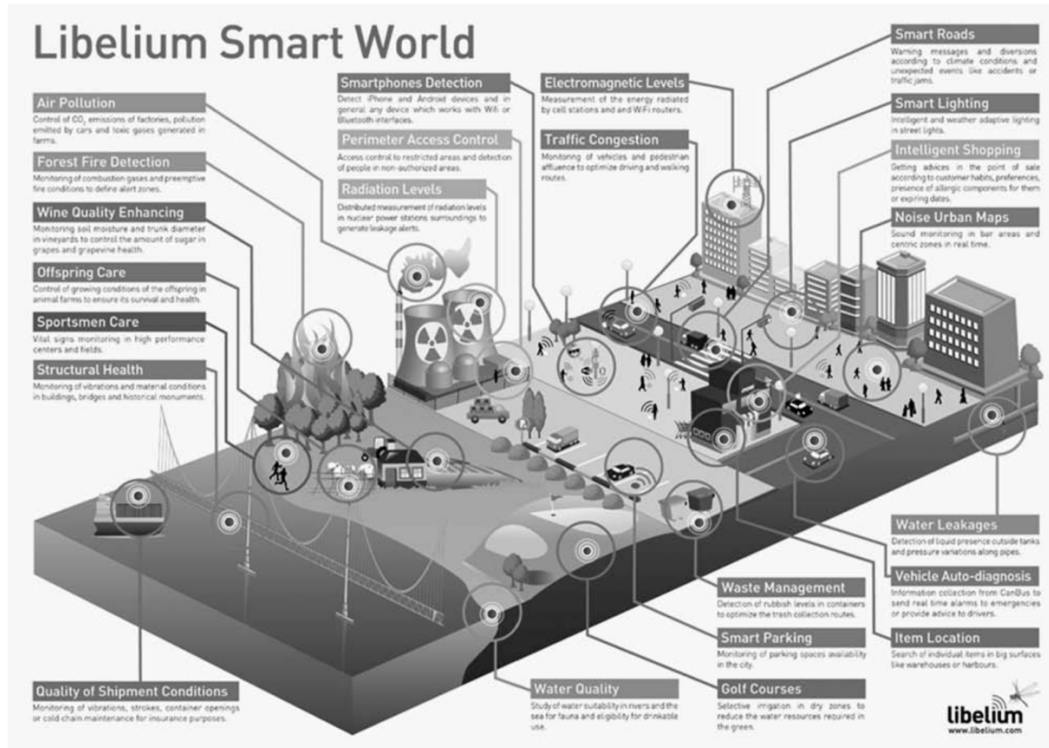 Libelium Smart World
Air Pollution
Control of CO₂ emissions of factories, pollution
emitted by cars and toxic gases generated in
farms.
Forest Fire Detection
Monitoring of combustion gases and preemptive
fire conditions to define alert zones.
Wine Quality Enhancing
Monitoring soil moisture and trunk diameter
in vineyards to control the amount of sugar in
grapes and grapevine health.
Offspring Care
Control of growing conditions of the offspring in
animal farms to ensure its survival and health.
Sportsmen Care
Vital signs monitoring in high performance
centers and fields.
Structural Health
Monitoring of vibrations and material conditions
in buildings, bridges and historical monuments.
Quality of Shipment Conditions
Monitoring of vibrations, strokes, container openings
or cold chain maintenance for insurance purposes.
Smartphones Detection
Detect iPhone and Android devices and in
general any device which works with Wifi or
Bluetooth interfaces.
Perimeter Access Control
Access control to restricted areas and detection
of people in non-authorized areas.
Radiation Levels
Distributed measurement of radiation levels
in nuclear power stations surroundings to
generate leakage alerts.
Electromagnetic Levels
Measurement of the energy radiated
by cell stations and and WiFi routers.
Traffic Congestion
Monitoring of vehicles and pedestrian
affluence to optimize driving and walking
routes.
Smart Roads
Warning messages and diversions
according to climate conditions and
unexpected events like accidents or
traffic jams.
Smart Lighting
Intelligent and weather adaptive lighting
in street lights.
Intelligent Shopping
Getting advices in the point of sale
according to customer habits, preferences,
presence of allergic components for them
or expiring dates.
Noise Urban Maps
Sound monitoring in bar areas and
centric zones in real time.
Water Leakages
Detection of liquid presence outside tanks
and pressure variations along pipes.
Vehicle Auto-diagnosis
Information collection from CanBus to
send real time alarms to emergencies
or provide advice to drivers.
Item Location
Search of individual items in big surfaces
like warehouses or harbours.
Waste Management
Detection of rubbish levels in containers
to optimize the trash collection routes.
Smart Parking
Monitoring of parking spaces availability
in the city.
Golf Courses
Selective irrigation in dry zones to
reduce the water resources required in
the green.
Water Quality
Study of water suitability in rivers and the
sea for fauna and eligibility for drinkable
use.
libelium
www.libelium.com